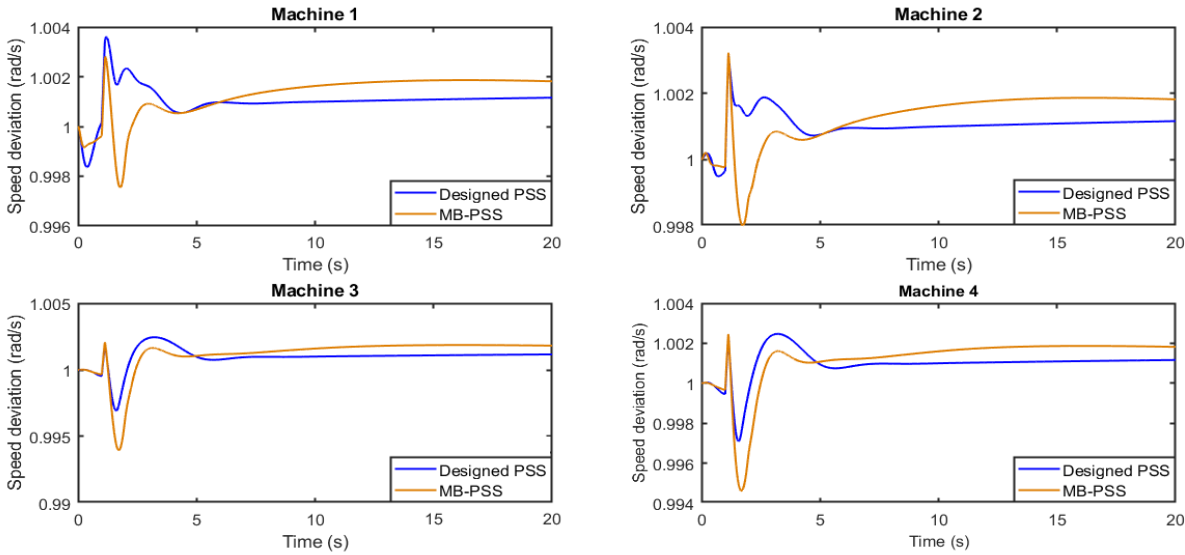 Machine 1
Speed deviation (rad/s)
1.004
1.002
1
0.998
0.996
0
5
10
15
20
Time (s)
Designed PSS
MB-PSS
Machine 2
Speed deviation (rad/s)
1.004
1.002
1
0.998
0
5
10
15
20
Time (s)
Designed PSS
MB-PSS
Machine 3
Speed deviation (rad/s)
1.005
1
0.995
0.99
0
5
10
15
20
Time (s)
Designed PSS
MB-PSS
Machine 4
Speed deviation (rad/s)
1.004
1.002
1
0.998
0.996
0.994
0
5
10
15
20
Time (s)
Designed PSS
MB-PSS